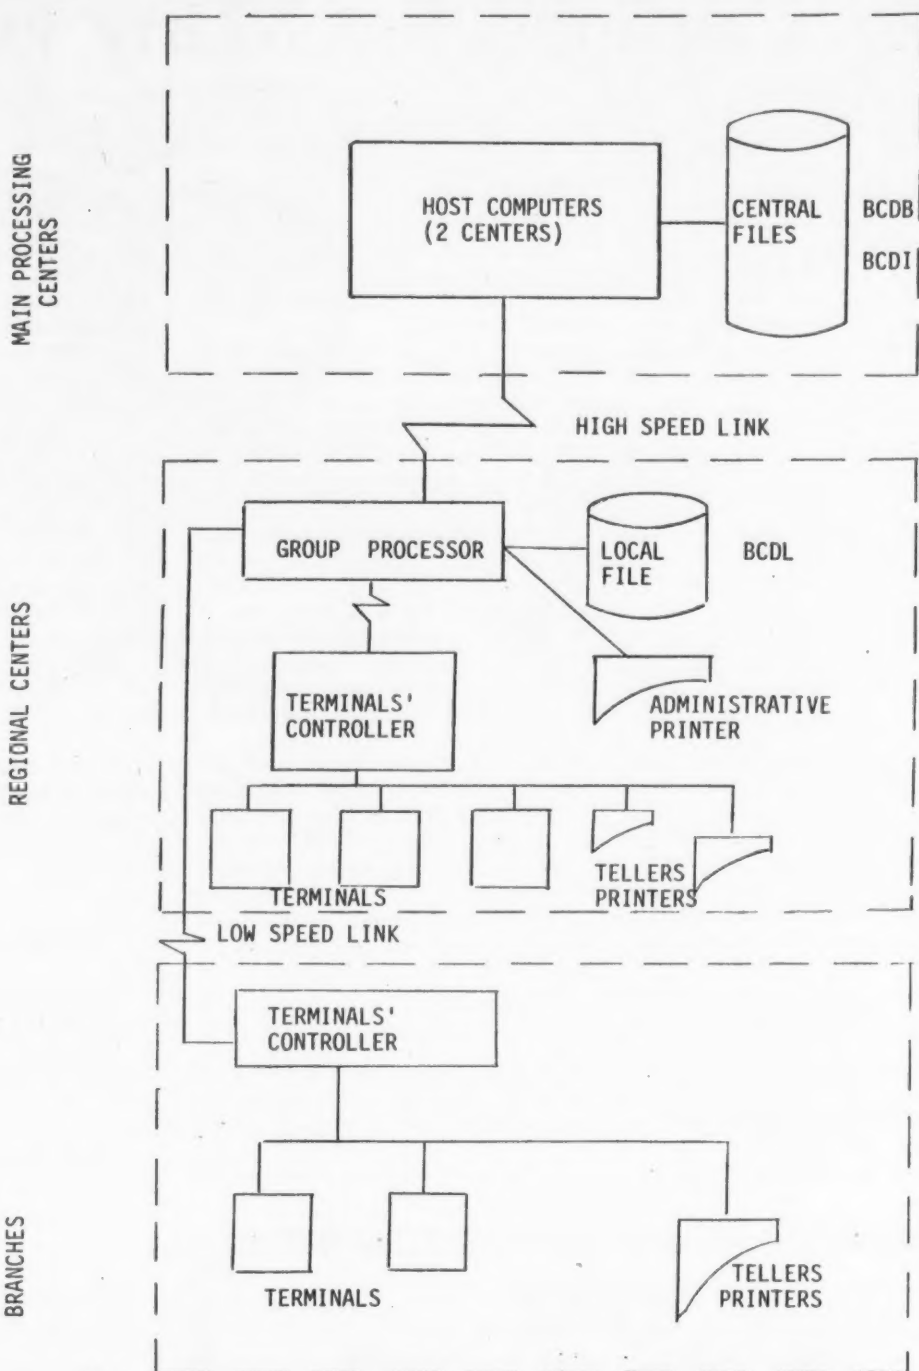 MAIN PROCESSING
CENTERS
HOST COMPUTERS
(2 CENTERS)
CENTRAL
FILES
BCDB
BCDI
HIGH SPEED LINK
REGIONAL CENTERS
GROUP PROCESSOR
LOCAL
FILE
BCDL
TERMINALS'
CONTROLLER
ADMINISTRATIVE
PRINTER
TERMINALS
TELLERS
PRINTERS
LOW SPEED LINK
BRANCHES
TERMINALS'
CONTROLLER
TERMINALS
TELLERS
PRINTERS